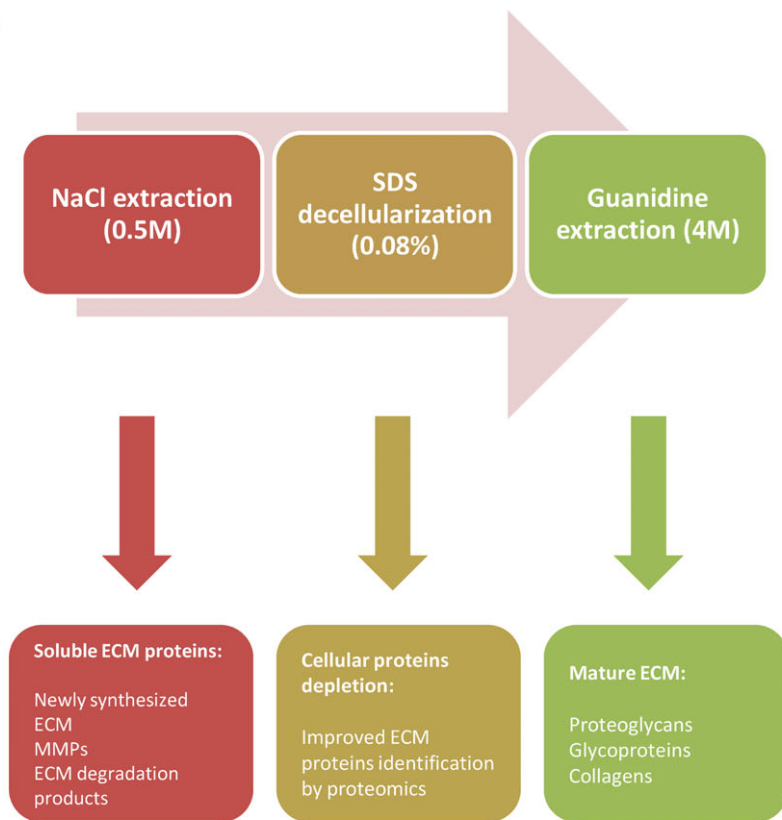 NaCl extraction
(0.5M)
SDS
decellularization
(0.08%)
Guanidine
extraction (4M)
Soluble ECM proteins:
Newly synthesized
ECM
MMPs
ECM degradation
products
Cellular proteins
depletion:
Improved ECM
proteins identification
by proteomics
Mature ECM:
Proteoglycans
Glycoproteins
Collagens